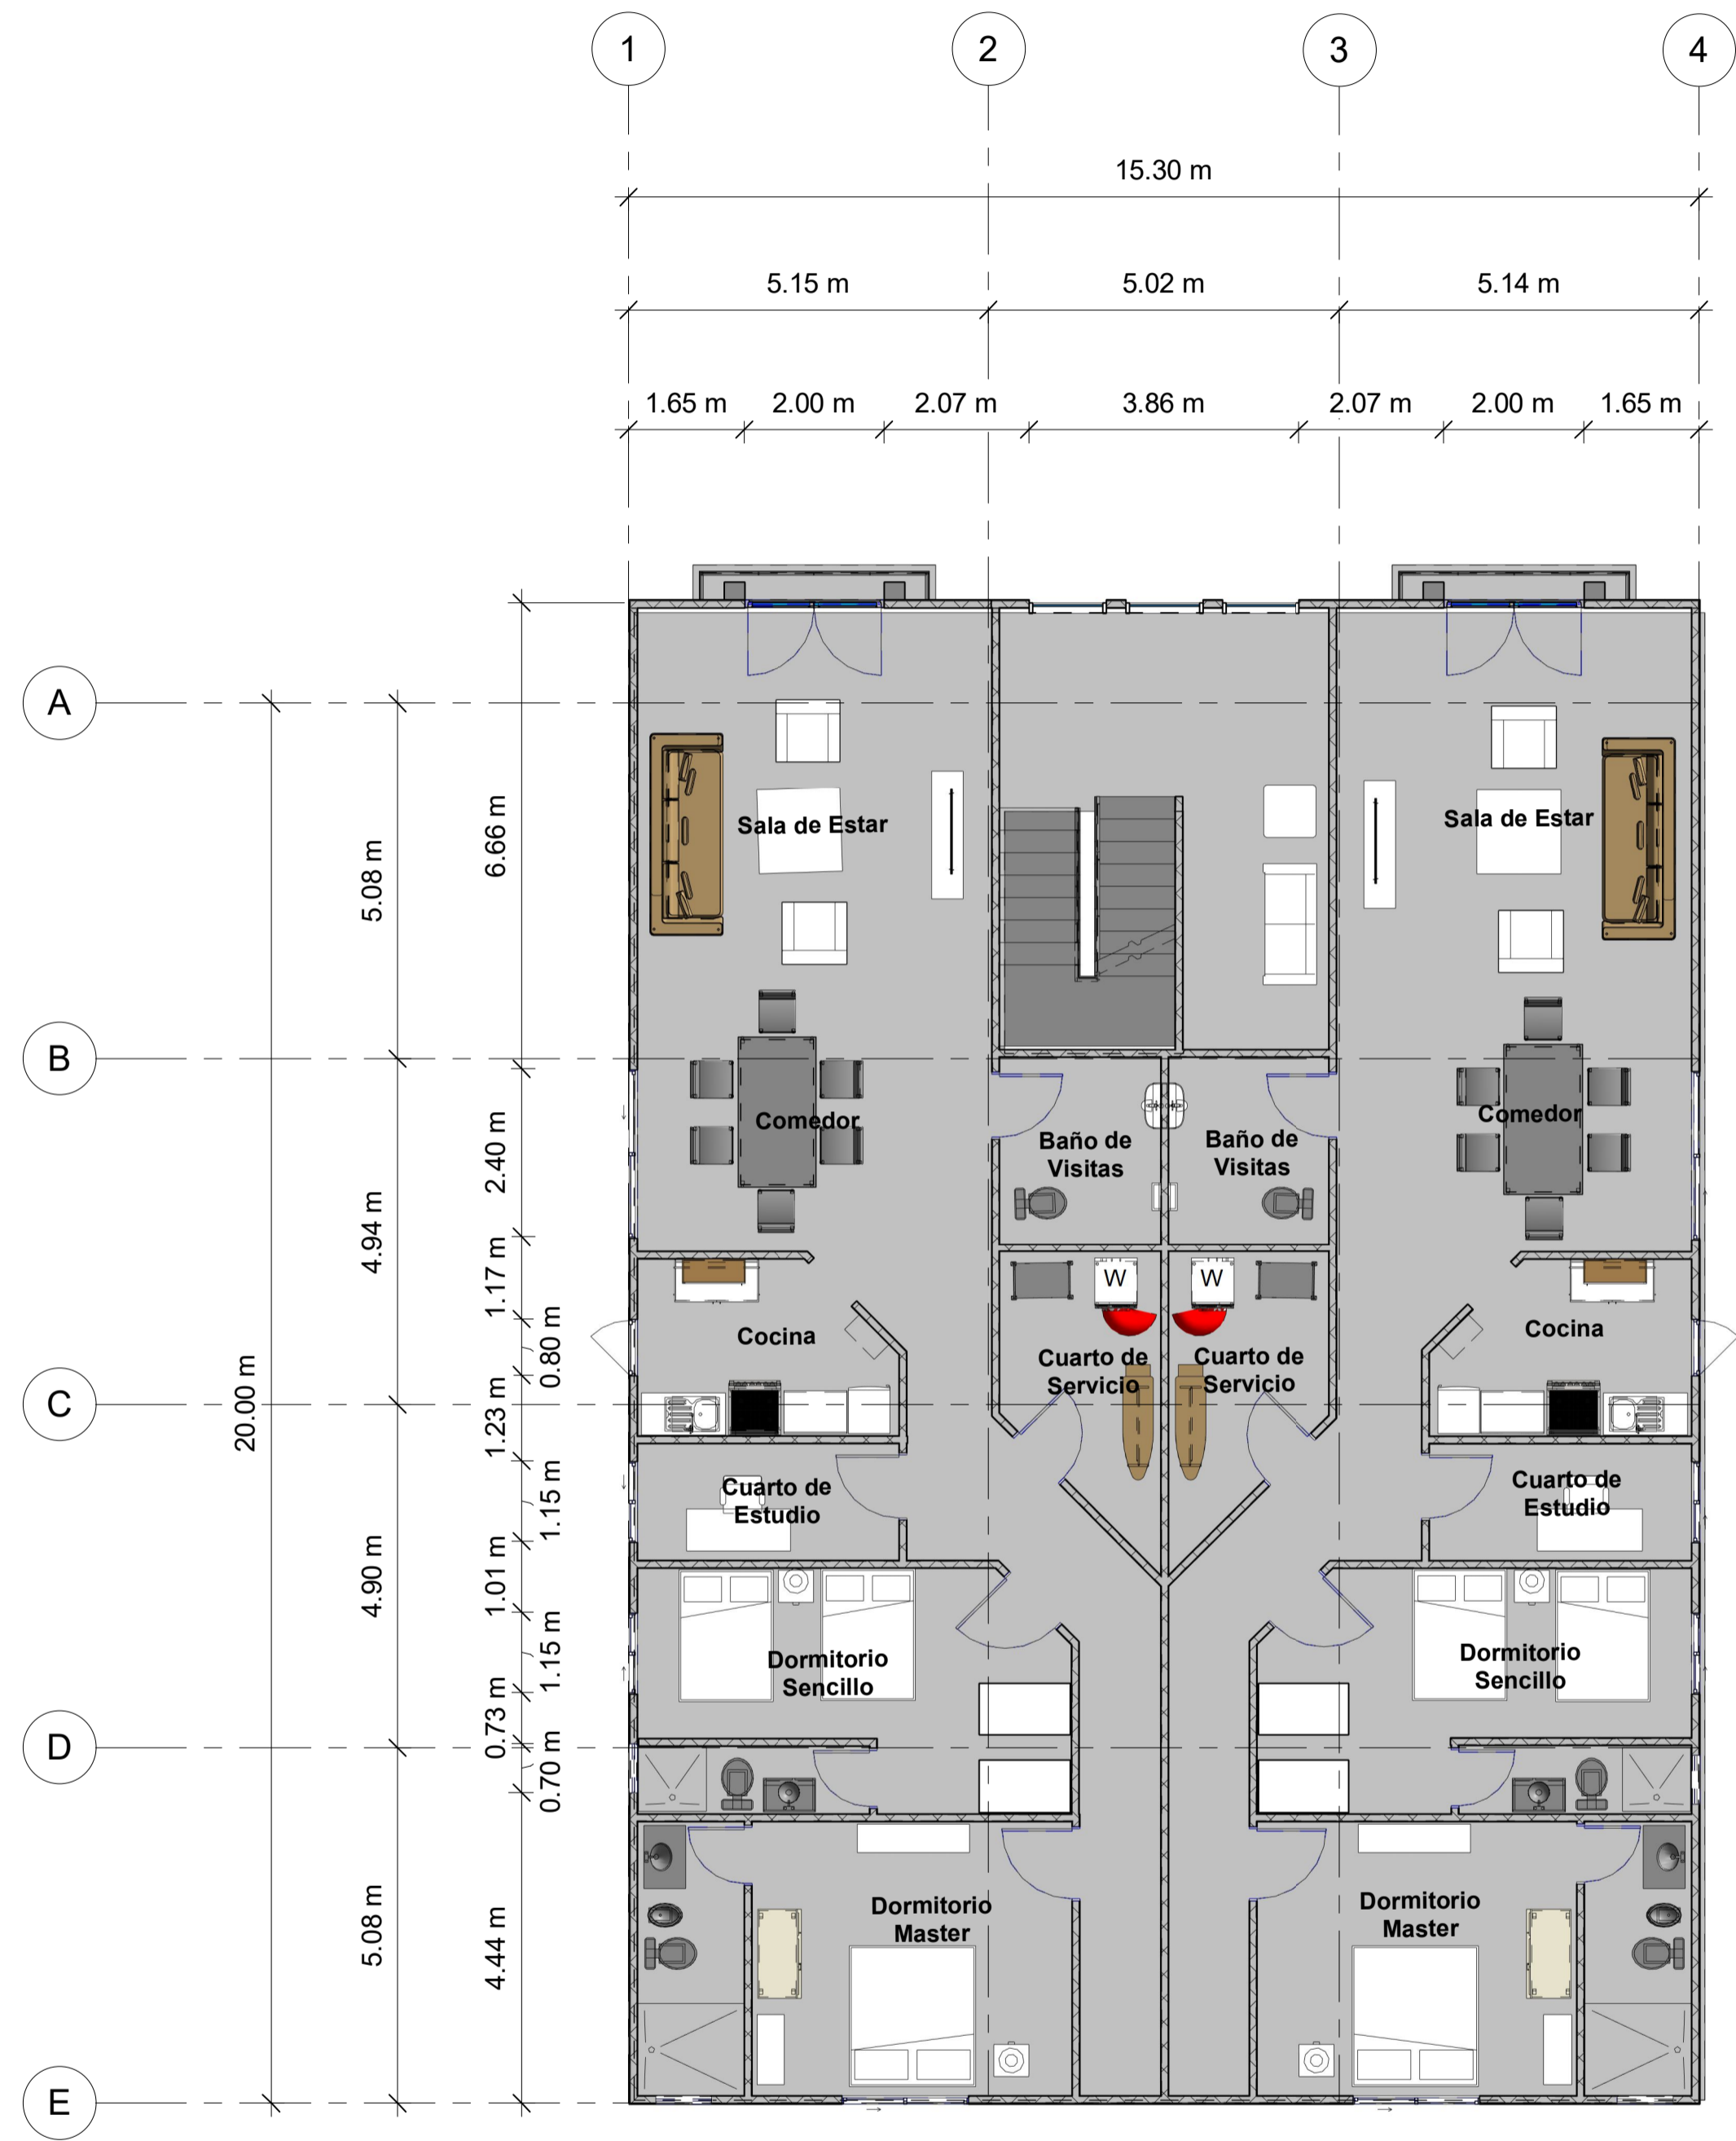 1 2 3 4
15.30 m
5.15 m 5.02 m 5.14 m
1.65 m 2.00 m 2.07 m 3.86 m 2.07 m 2.00 m 1.65 m
A
B
C
D
E
20.00 m
5.08 m
4.94 m
4.90 m
5.08 m
6.66 m
2.40 m
1.17 m
0.80 m
1.23 m
1.15 m
1.01 m
1.15 m
0.73 m
0.70 m
4.44 m
Sala de Estar
Sala de Estar
Comedor
Comedor
Baño de
Visitas
Baño de
Visitas
W
W
Cocina
Cocina
Cuarto de
Servicio
Cuarto de
Servicio
Cuarto de
Estudio
Cuarto de
Estudio
Dormitorio
Sencillo
Dormitorio
Sencillo
Dormitorio
Master
Dormitorio
Master